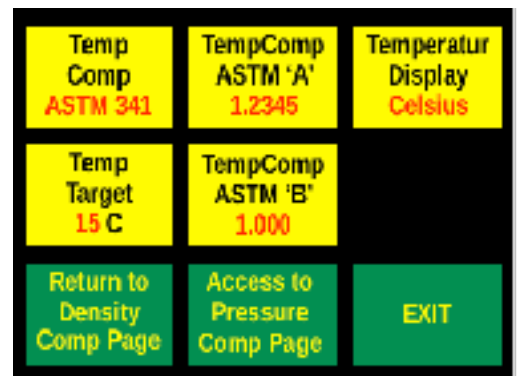 Temp
Comp
ASTM 341
TempComp
ASTM ‘A’
1.2345
Temperatur
Display
Celsius
Temp
Target
15 C
TempComp
ASTM ‘B’
1.000
Return to
Density
Comp Page
Access to
Pressure
Comp Page
EXIT